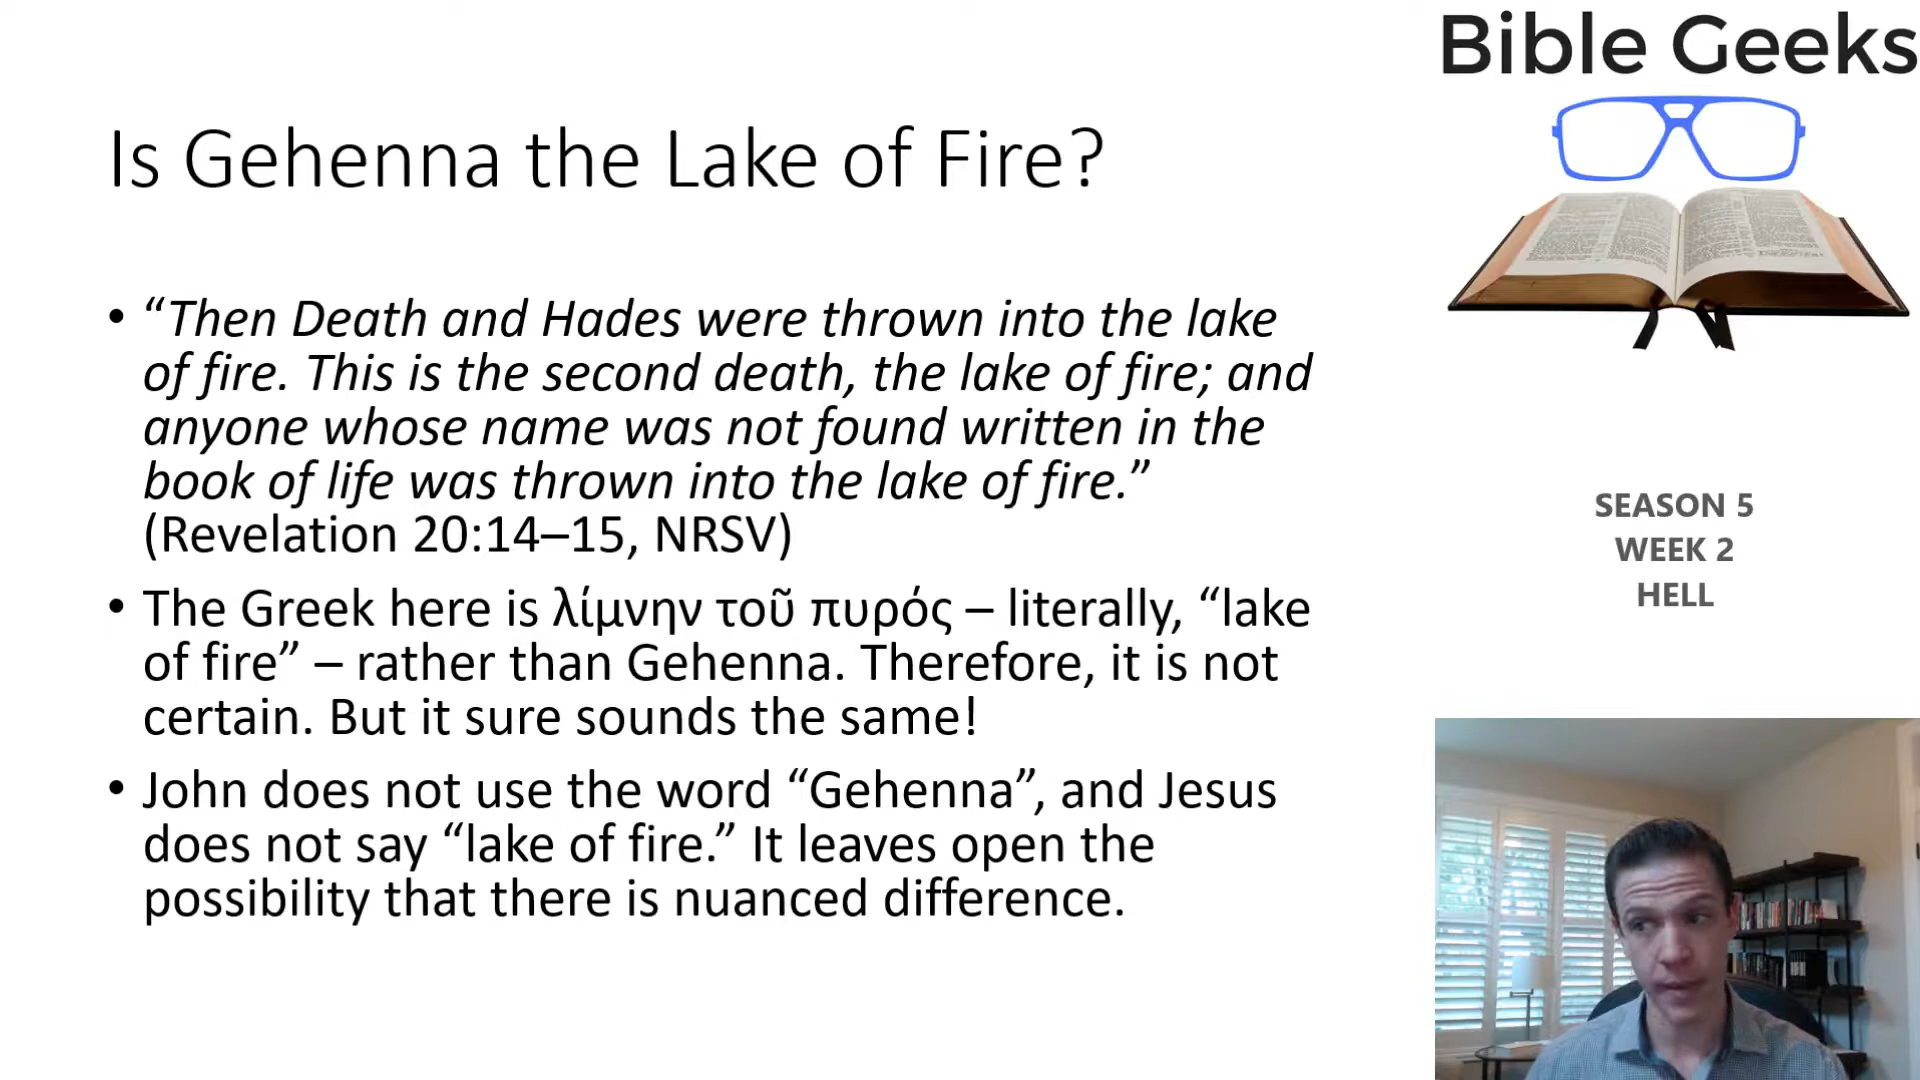 Bible Geeks
Is Gehenna the Lake of Fire?
• “Then Death and Hades were thrown into the lake
of fire. This is the second death, the lake of fire; and
anyone whose name was not found written in the
book of life was thrown into the lake of fire.”
(Revelation 20:14–15, NRSV)
• The Greek here is λίμνην τοῦ πυρός – literally, “lake
of fire” – rather than Gehenna. Therefore, it is not
certain. But it sure sounds the same!
• John does not use the word “Gehenna”, and Jesus
does not say “lake of fire.” It leaves open the
possibility that there is nuanced difference.
SEASON 5
WEEK 2
HELL